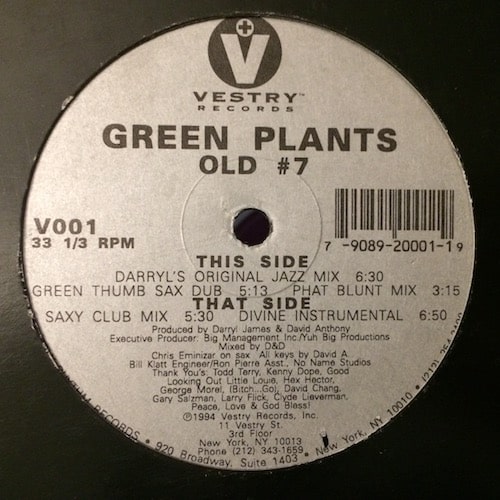 V
VESTRY™
RECORDS
GREEN PLANTS
OLD #7
V001
33 1/3 RPM
7 -9089-20001-1 9
THIS SIDE
DARRYL'S ORIGINAL JAZZ MIX 6:30
GREEN THUMB SAX DUB 5:13 PHAT BLUNT MIX 3:15
THAT SIDE
SAXY CLUB MIX 5:30 DIVINE INSTRUMENTAL 6:50
Produced by Darryl James & David Anthony
Executive Producer: Big Management Inc/Yuh Big Productions
Mixed by D&D
Chris Eminizar on sax All keys by David A.
Bill Klatt Engineer/Ron Pierre Asst., No Name Studios
Thank You's: Todd Terry, Kenny Dope, Good
Looking Out Little Louie, Hex Hector,
George Morel, (Bitch...Go), David Chang,
Gary Salzman, Larry Flick, Clyde Lieverman,
Peace, Love & God Bless!
©1994 Vestry Records, Inc.
11 Vestry St.
3rd Floor
New York, NY 10013
Phone (212) 343-1659
RECORDS • 920 Broadway, Suite 1403 • New York, NY 10010 • (212)